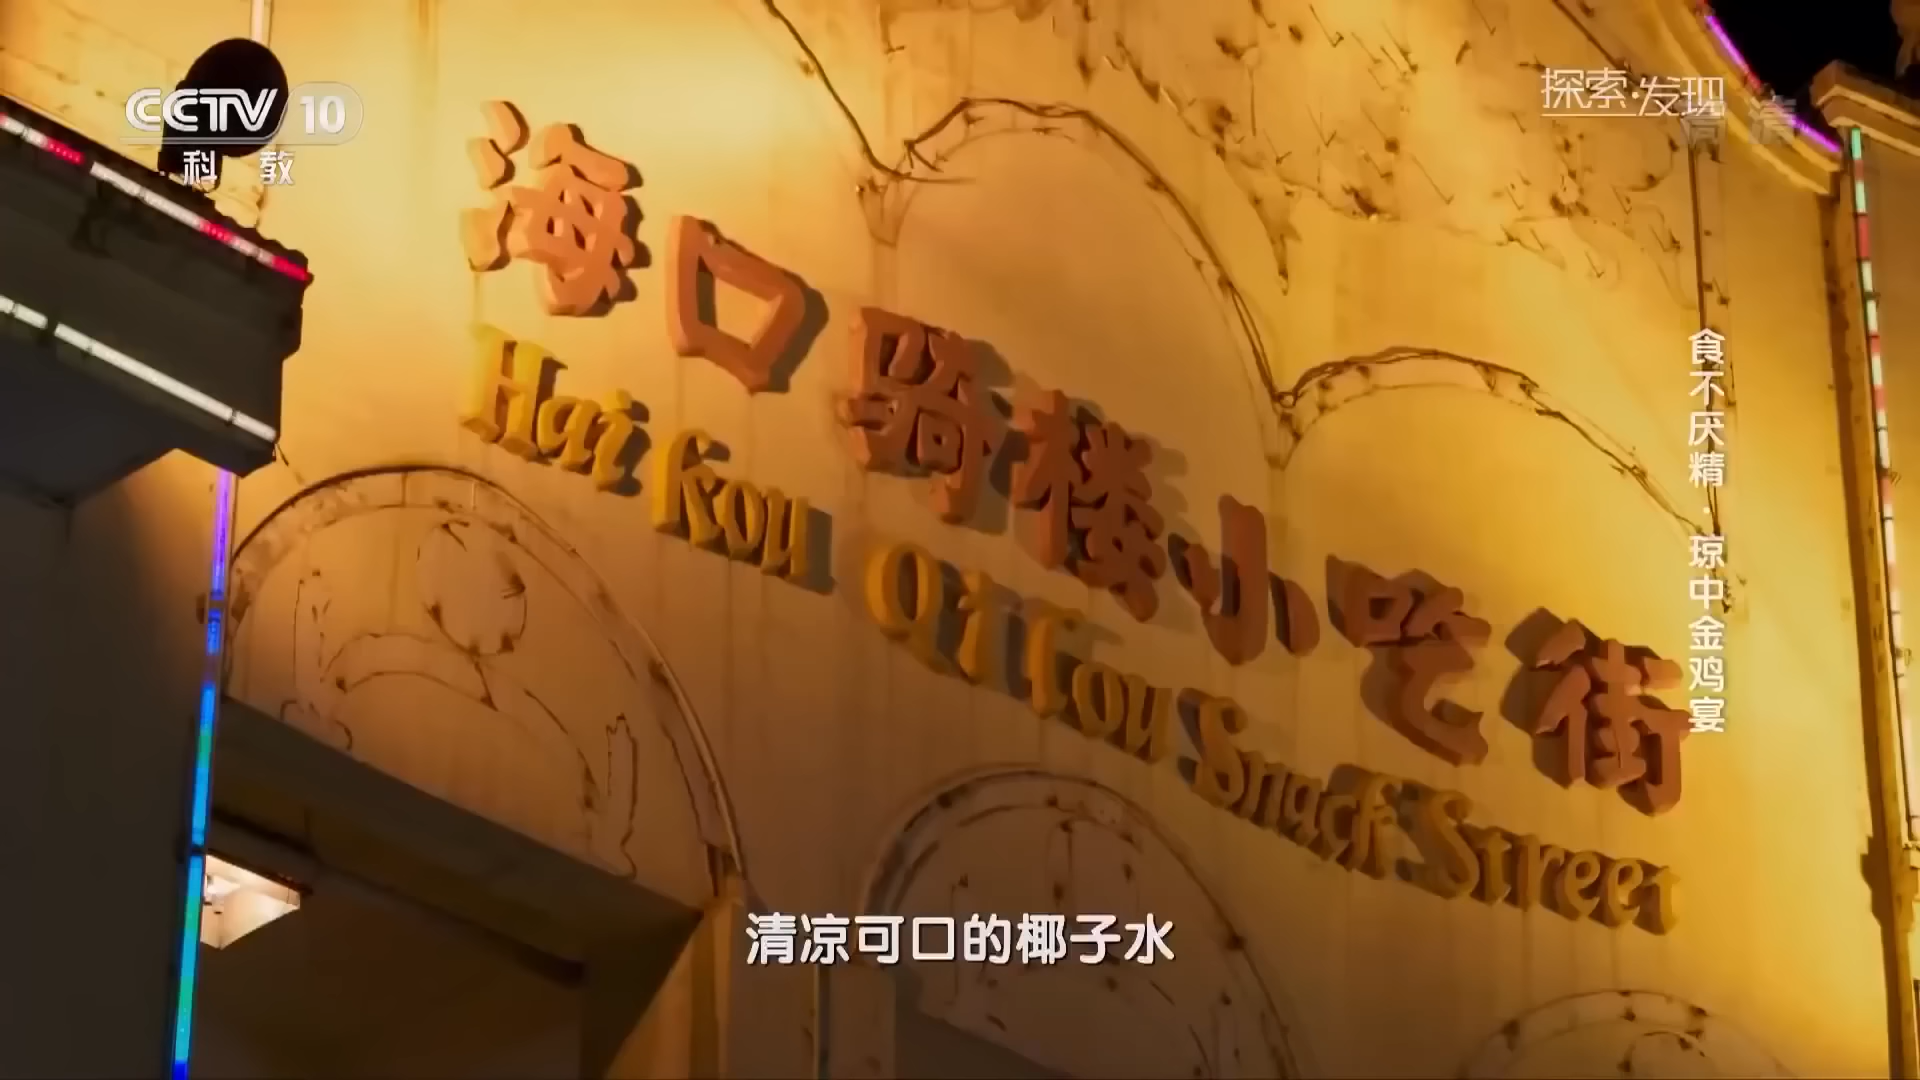 CCTV 10
科 教
探索·发现
高清
海口骑楼小吃街
Hai kou Qi lou Snack Street
食不厌精·琼中金鸡宴
清凉可口的椰子水